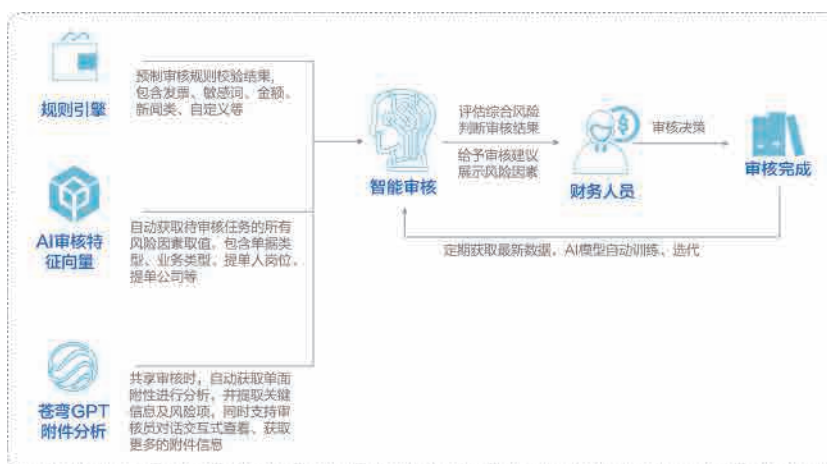 规则引擎
预制审核规则校验结果，
包含发票、敏感词、金额、
新闻类、自定义等
AI审核特
征向量
自动获取待审核任务的所有
风险因素取值，包含单据类
型、业务类型、提单人岗位、
提单公司等
苍穹GPT
附件分析
共享审核时，自动获取单面
附性进行分析，并提取关键
信息及风险项，同时支持审
核员对话交互式查看、获取
更多的附件信息
智能审核
评估综合风险
判断审核结果
给予审核建议
展示风险因素
财务人员
审核决策
审核完成
定期获取最新数据，AI模型自动训练、迭代